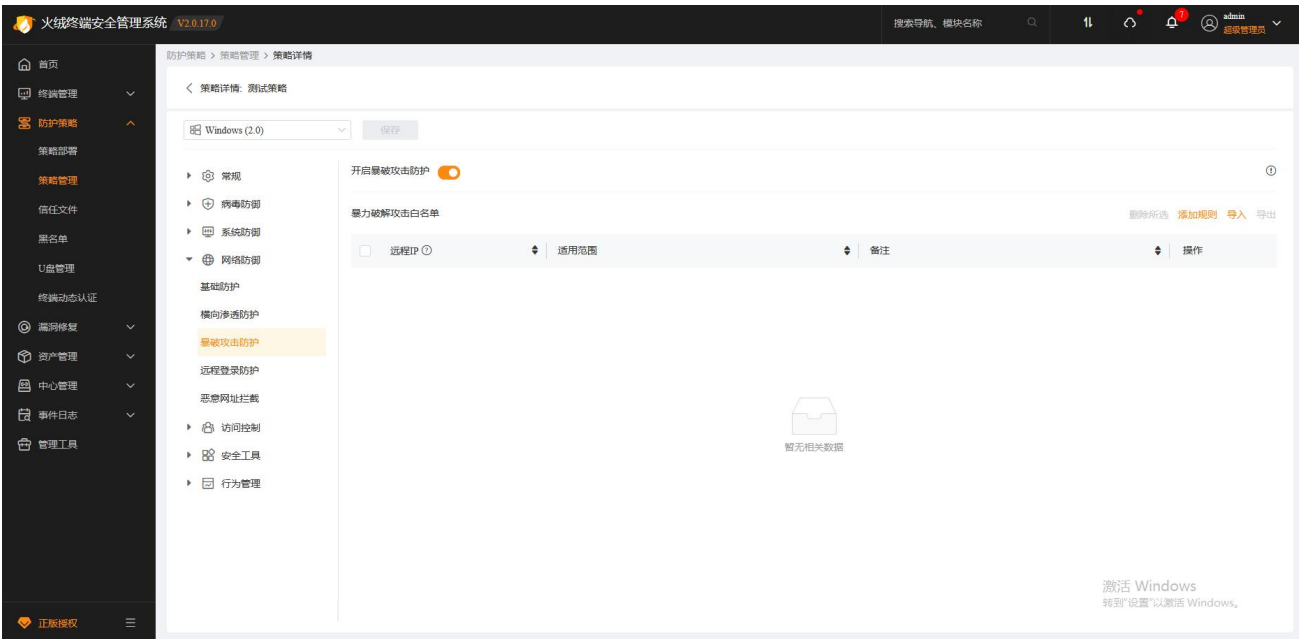 火绒终端安全管理系统 V2.0.17.0 搜索导航、模块名称 7 admin
超级管理员
首页
终端管理
防护策略
策略部署
策略管理
信任文件
黑名单
U盘管理
终端动态认证
漏洞修复
资产管理
中心管理
事件日志
管理工具
正版授权
防护策略 > 策略管理 > 策略详情
策略详情: 测试策略
Windows (2.0) 保存
常规
病毒防御
系统防御
网络防御
基础防护
横向渗透防护
暴破攻击防护
远程登录防护
恶意网址拦截
访问控制
安全工具
行为管理
开启暴破攻击防护
暴力破解攻击白名单 删除所选 添加规则 导入 导出
远程IP 适用范围 备注 操作
暂无相关数据
激活 Windows
转到"设置"以激活 Windows。